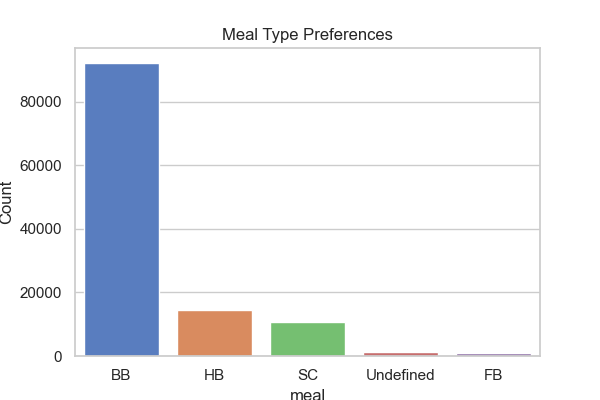 Meal Type Preferences
Count
80000
60000
40000
20000
0
BB HB SC Undefined FB
meal